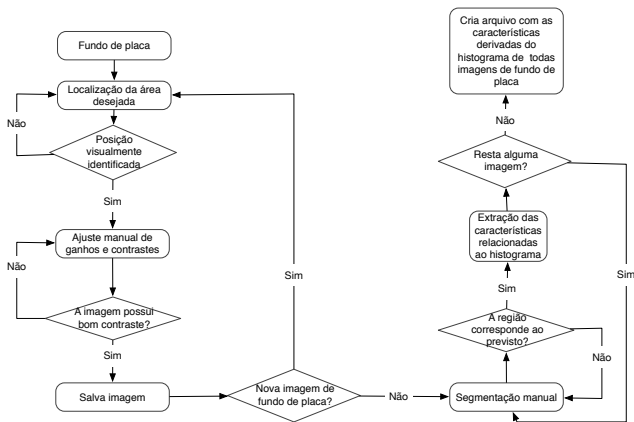 Fundo de placa
Localização da área
desejada
Não
Posição
visualmente
identificada
Sim
Ajuste manual de
ganhos e contrastes
Não
A imagem possui
bom contraste?
Sim
Salva imagem
Nova imagem de
fundo de placa?
Sim
Não
Segmentação manual
Não
A região
corresponde ao
previsto?
Sim
Extração das
características
relacionadas
ao histograma
Resta alguma
imagem?
Sim
Não
Cria arquivo com as
características
derivadas do
histograma de todas
imagens de fundo de
placa